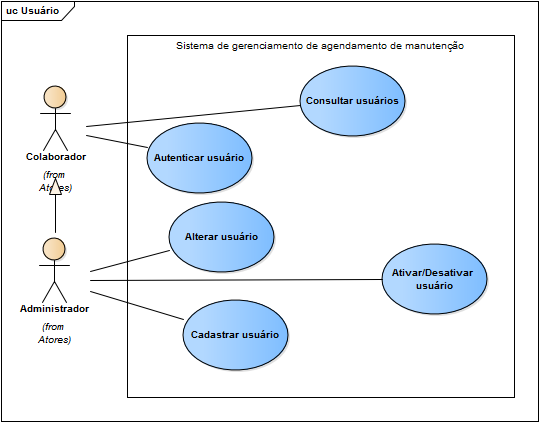 uc Usuário
Sistema de gerenciamento de agendamento de manutenção
Consultar usuários
Colaborador
(from
Atores)
Autenticar usuário
Alterar usuário
Ativar/Desativar
usuário
Administrador
(from
Atores)
Cadastrar usuário